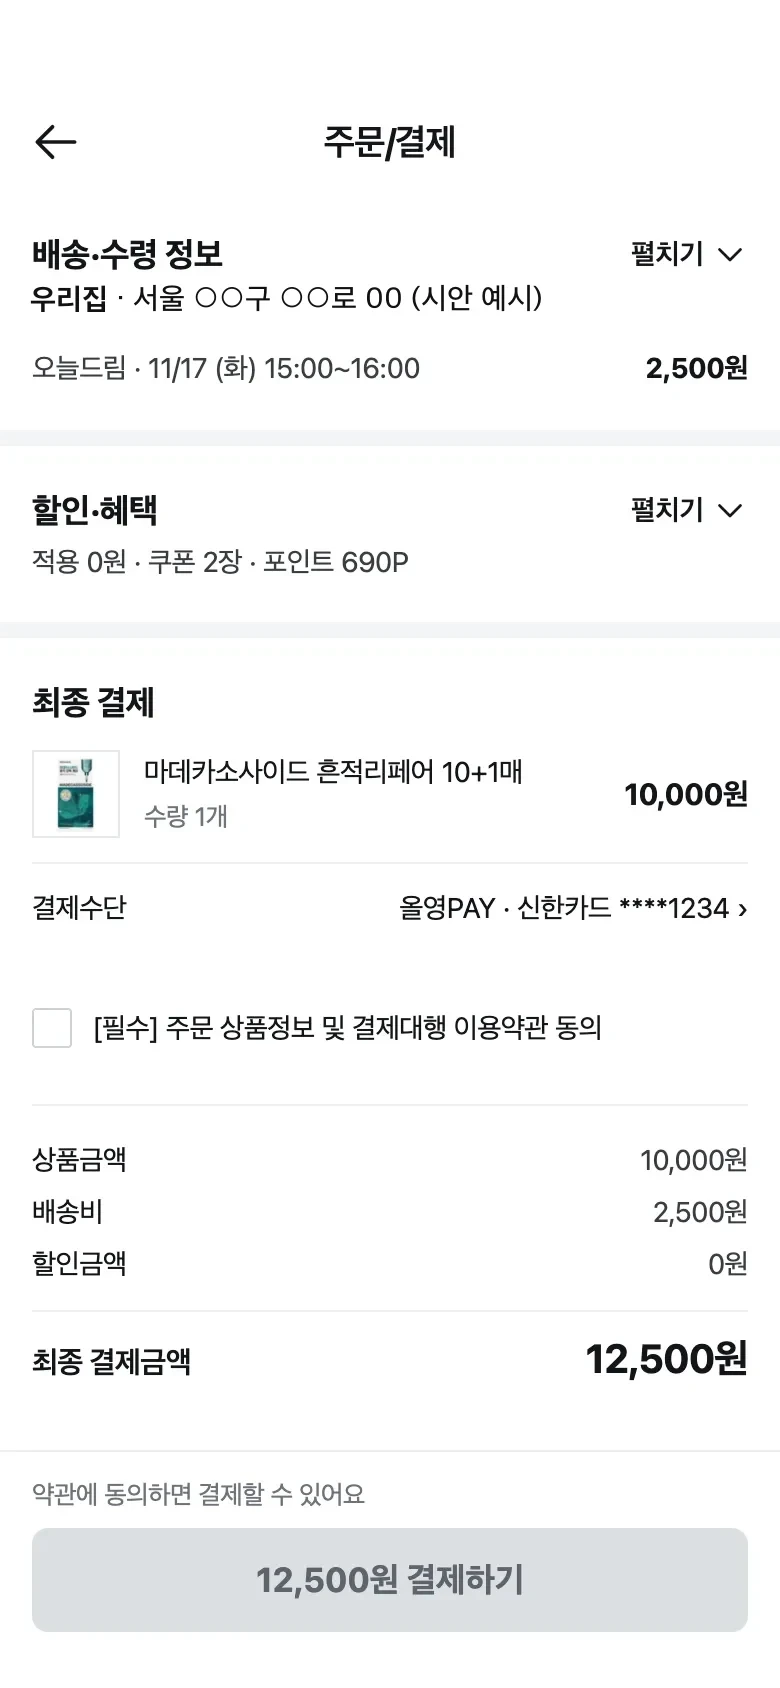 주문/결제
배송·수령 정보 펼치기
우리집 · 서울 ○○구 ○○로 00 (시안 예시)
오늘드림 · 11/17 (화) 15:00~16:00 2,500원
할인·혜택 펼치기
적용 0원 · 쿠폰 2장 · 포인트 690P
최종 결제
마데카소사이드 흔적리페어 10+1매
수량 1개
10,000원
결제수단 올영PAY · 신한카드 ****1234 ›
[필수] 주문 상품정보 및 결제대행 이용약관 동의
상품금액 10,000원
배송비 2,500원
할인금액 0원
최종 결제금액 12,500원
약관에 동의하면 결제할 수 있어요
12,500원 결제하기